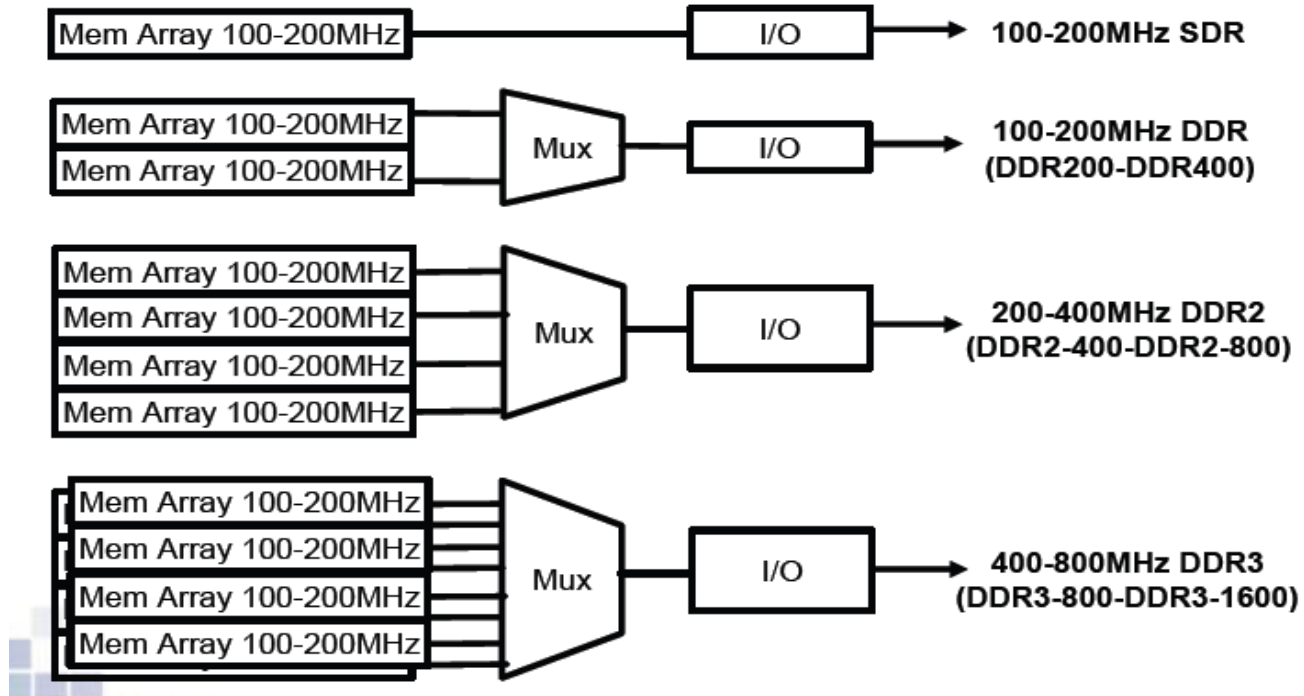 Mem Array 100-200MHz
I/O
100-200MHz SDR
Mem Array 100-200MHz
Mem Array 100-200MHz
Mux
I/O
100-200MHz DDR
(DDR200-DDR400)
Mem Array 100-200MHz
Mem Array 100-200MHz
Mem Array 100-200MHz
Mem Array 100-200MHz
Mux
I/O
200-400MHz DDR2
(DDR2-400-DDR2-800)
Mem Array 100-200MHz
Mem Array 100-200MHz
Mem Array 100-200MHz
Mem Array 100-200MHz
Mux
I/O
400-800MHz DDR3
(DDR3-800-DDR3-1600)